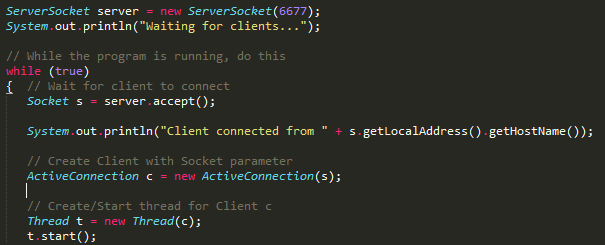 ServerSocket server = new ServerSocket(6677);
System.out.println("Waiting for clients...");
// While the program is running, do this
while (true)
{  // Wait for client to connect
Socket s = server.accept();
System.out.println("Client connected from " + s.getLocalAddress().getHostName());
// Create Client with Socket parameter
ActiveConnection c = new ActiveConnection(s);
// Create/Start thread for Client c
Thread t = new Thread(c);
t.start();